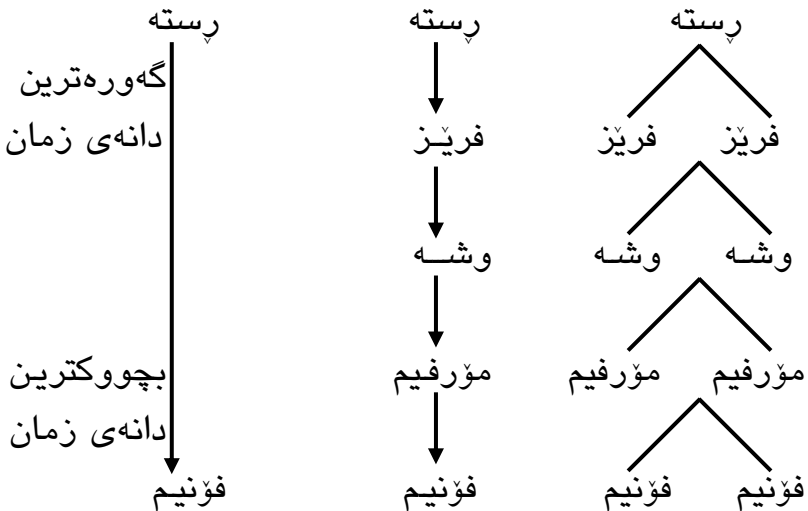 ڕستە ڕستە ڕستە
گەورەترین
دانەی زمان فرێـز فرێز فرێز
وشــە وشـە وشـە
بچووکترین مۆرفیم مۆرفیم مۆرفیم
دانەی زمان
فۆنیم فۆنیم فۆنیم فۆنیم